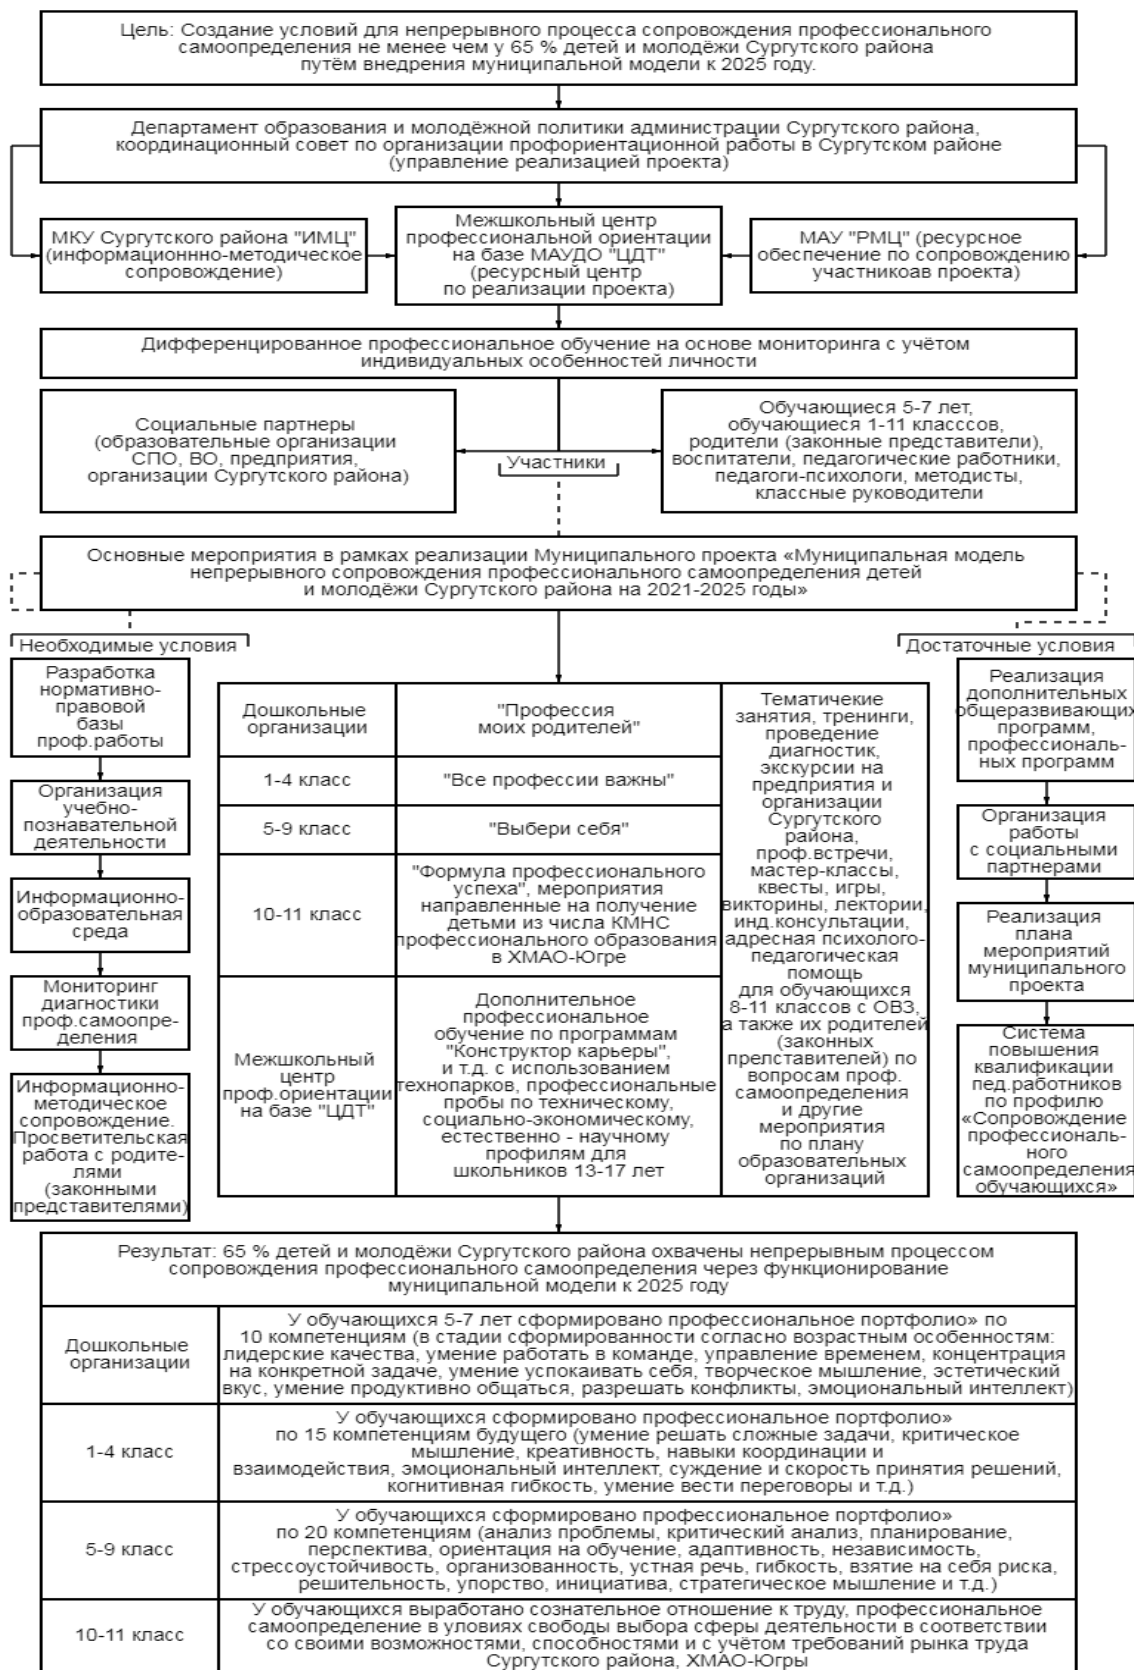 Цель: Создание условий для непрерывного процесса сопровождения профессионального
самоопределения не менее чем у 65 % детей и молодёжи Сургутского района
путём внедрения муниципальной модели к 2025 году.
Департамент образования и молодёжной политики администрации Сургутского района,
координационный совет по организации профориентационной работы в Сургутском районе
(управление реализацией проекта)
МКУ Сургутского района "ИМЦ"
(информационнно-методическое
сопровождение)
Межшкольный центр
профессиональной ориентации
на базе МАУДО "ЦДТ"
(ресурсный центр
по реализации проекта)
МАУ "РМЦ" (ресурсное
обеспечение по сопровождению
участникоав проекта)
Дифференцированное профессиональное обучение на основе мониторинга с учётом
индивидуальных особенностей личности
Социальные партнеры
(образовательные организации
СПО, ВО, предприятия,
организации Сургутского района)
Участники
Обучающиеся 5-7 лет,
обучающиеся 1-11 класссов,
родители (законные представители),
воспитатели, педагогические работники,
педагоги-психологи, методисты,
классные руководители
Основные мероприятия в рамках реализации Муниципального проекта «Муниципальная модель
непрерывного сопровождения профессионального самоопределения детей
и молодёжи Сургутского района на 2021-2025 годы»
Необходимые условия
Разработка
нормативно-
правовой
базы
проф.работы
Организация
учебно-
познавательной
деятельности
Информационно-
образовательная
среда
Мониторинг
диагностики
проф.самоопре-
деления
Информационно-
методическое
сопровождение.
Просветительская
работа с родите-
лями
(законными
представителями)
Дошкольные
организации
"Профессия
моих родителей"
1-4 класс
"Все профессии важны"
5-9 класс
"Выбери себя"
10-11 класс
"Формула профессионального
успеха", мероприятия
направленные на получение
детьми из числа КМНС
профессионального образования
в ХМАО-Югре
Межшкольный
центр
проф.ориентации
на базе "ЦДТ"
Дополнительное
профессиональное
обучение по программам
"Конструктор карьеры",
и т.д. с использованием
технопарков, профессиональные
пробы по техническому,
социально-экономическому,
естественно - научному
профилям для
школьников 13-17 лет
Тематичекие
занятия, тренинги,
проведение
диагностик,
экскурсии на
предприятия и
организации
Сургутского
района,
проф.встречи,
мастер-классы,
квесты, игры,
викторины, лектории,
инд.консультации,
адресная психолого-
педагогическая
помощь
для обучающихся
8-11 классов с ОВЗ,
а также их родителей
(законных
прелставителей) по
вопросам проф.
самоопределения
и другие
мероприятия
по плану
образовательных
организаций
Достаточные условия
Реализация
дополнительных
общеразвивающих
программ,
профессиональ-
ных программ
Организация
работы
с социальными
партнерами
Реализация
плана
мероприятий
муниципального
проекта
Система
повышения
квалификации
пед.работников
по профилю
«Сопровождение
профессиональ-
ного
самоопределения
обучающихся»
Результат: 65 % детей и молодёжи Сургутского района охвачены непрерывным процессом
сопровождения профессионального самоопределения через функционирование
муниципальной модели к 2025 году
Дошкольные
организации
У обучающихся 5-7 лет сформировано профессиональное портфолио» по
10 компетенциям (в стадии сформированности согласно возрастным особенностям:
лидерские качества, умение работать в команде, управление временем, концентрация
на конкретной задаче, умение успокаивать себя, творческое мышление, эстетический
вкус, умение продуктивно общаться, разрешать конфликты, эмоциональный интеллект)
1-4 класс
У обучающихся сформировано профессиональное портфолио»
по 15 компетенциям будущего (умение решать сложные задачи, критическое
мышление, креативность, навыки координации и
взаимодействия, эмоциональный интеллект, суждение и скорость принятия решений,
когнитивная гибкость, умение вести переговоры и т.д.)
5-9 класс
У обучающихся сформировано профессиональное портфолио»
по 20 компетенциям (анализ проблемы, критический анализ, планирование,
перспектива, ориентация на обучение, адаптивность, независимость,
стрессоустойчивость, организованность, устная речь, гибкость, взятие на себя риска,
решительность, упорство, инициатива, стратегическое мышление и т.д.)
10-11 класс
У обучающихся выработано сознательное отношение к труду, профессиональное
самоопределение в уловиях свободы выбора сферы деятельности в соответствии
со своими возможностями, способностями и с учётом требований рынка труда
Сургутского района, ХМАО-Югры